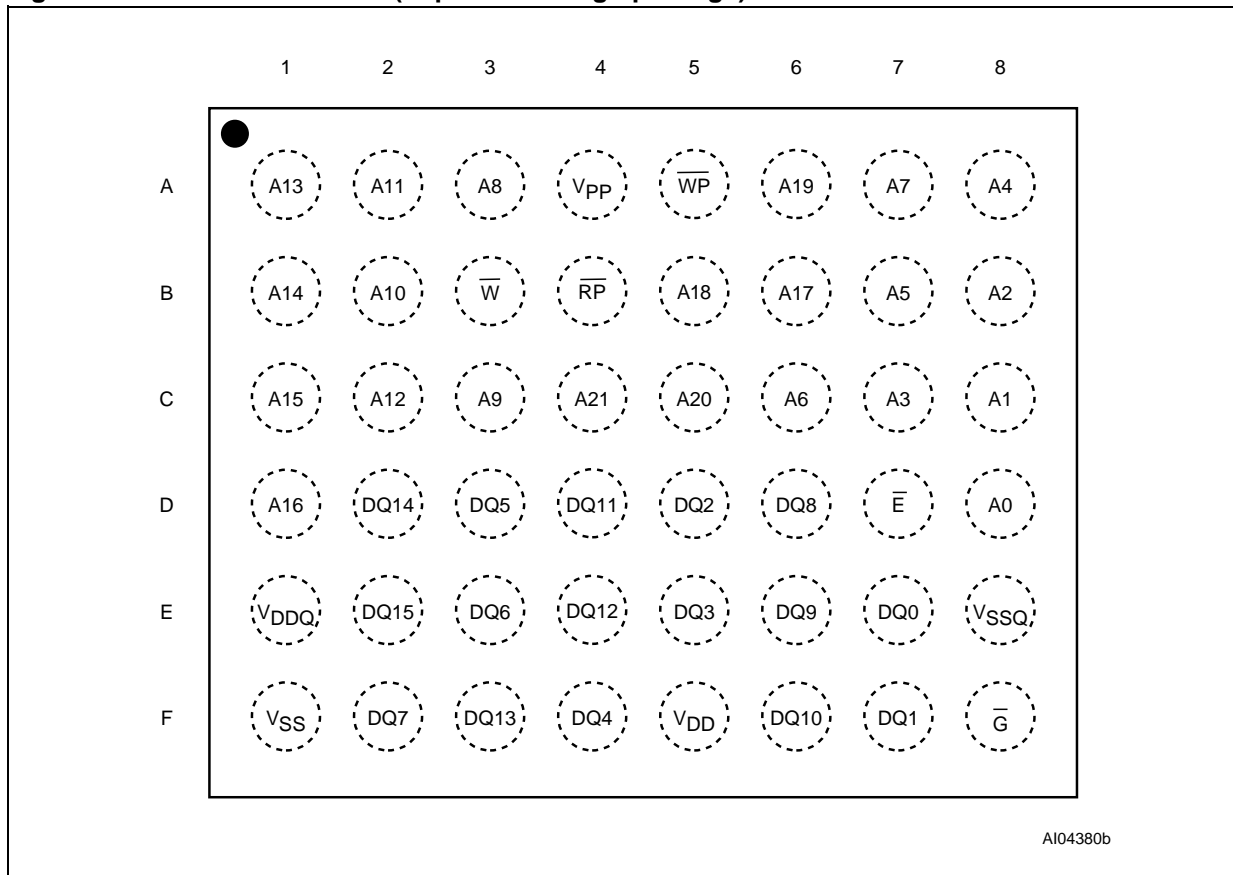 1 2 3 4 5 6 7 8
A A13 A11 A8 VPP W̅P̅ A19 A7 A4
B A14 A10 W̅ R̅P̅ A18 A17 A5 A2
C A15 A12 A9 A21 A20 A6 A3 A1
D A16 DQ14 DQ5 DQ11 DQ2 DQ8 E̅ A0
E VDDQ DQ15 DQ6 DQ12 DQ3 DQ9 DQ0 VSSQ
F VSS DQ7 DQ13 DQ4 VDD DQ10 DQ1 G̅
AI04380b